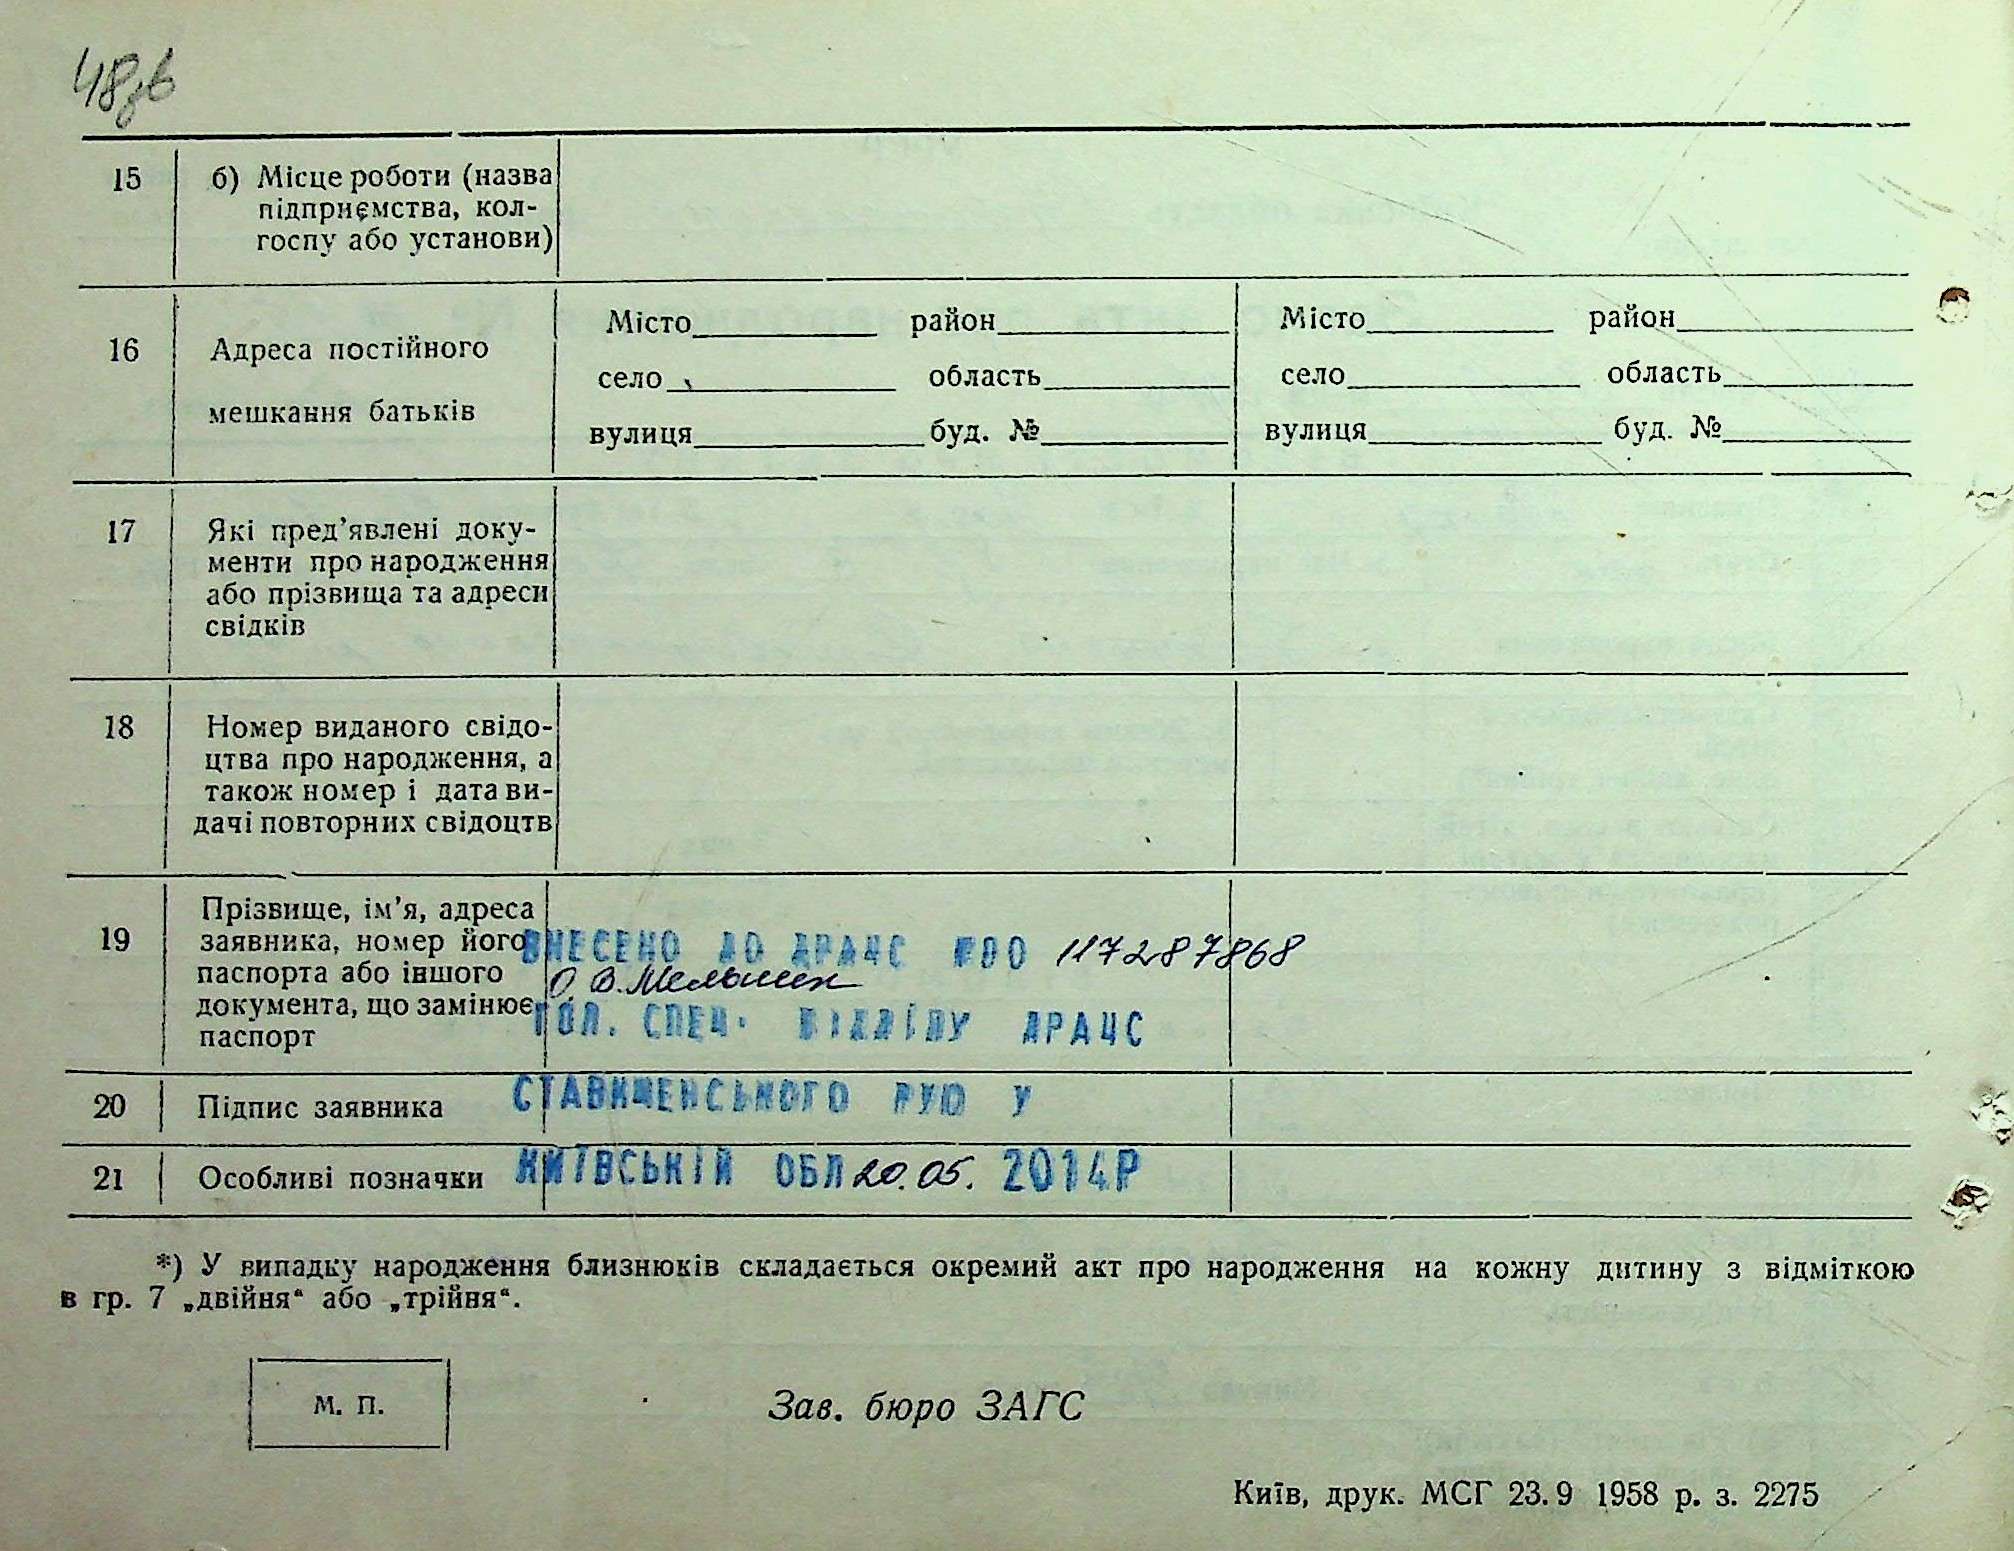 48зв
15 б) Місце роботи (назва
підприємства, кол-
госпу або установи)
16 Адреса постійного
мешкання батьків
Місто район
село область
вулиця буд. №
Місто район
село область
вулиця буд. №
17 Які пред’явлені доку-
менти про народження
або прізвища та адреси
свідків
18 Номер виданого свідо-
цтва про народження, а
також номер і дата ви-
дачі повторних свідоцтв
19 Прізвище, ім’я, адреса
заявника, номер його
паспорта або іншого
документа, що замінює
паспорт
ВНЕСЕНО ДО ДРАЦС №00 117287868
О В. Мельник
ГОЛ. СПЕЦ. ВІДДІЛУ ДРАЦС
20 Підпис заявника
СТАВИЩЕНСЬКОГО РУЮ У
21 Особливі позначки
КИЇВСЬКІЙ ОБЛ 20.05. 2014Р
*) У випадку народження близнюків складається окремий акт про народження на кожну дитину з відміткою
в гр. 7 „двійня“ або „трійня“.
М. П.
Зав. бюро ЗАГС
Київ, друк. МСГ 23.9 1958 р. з. 2275